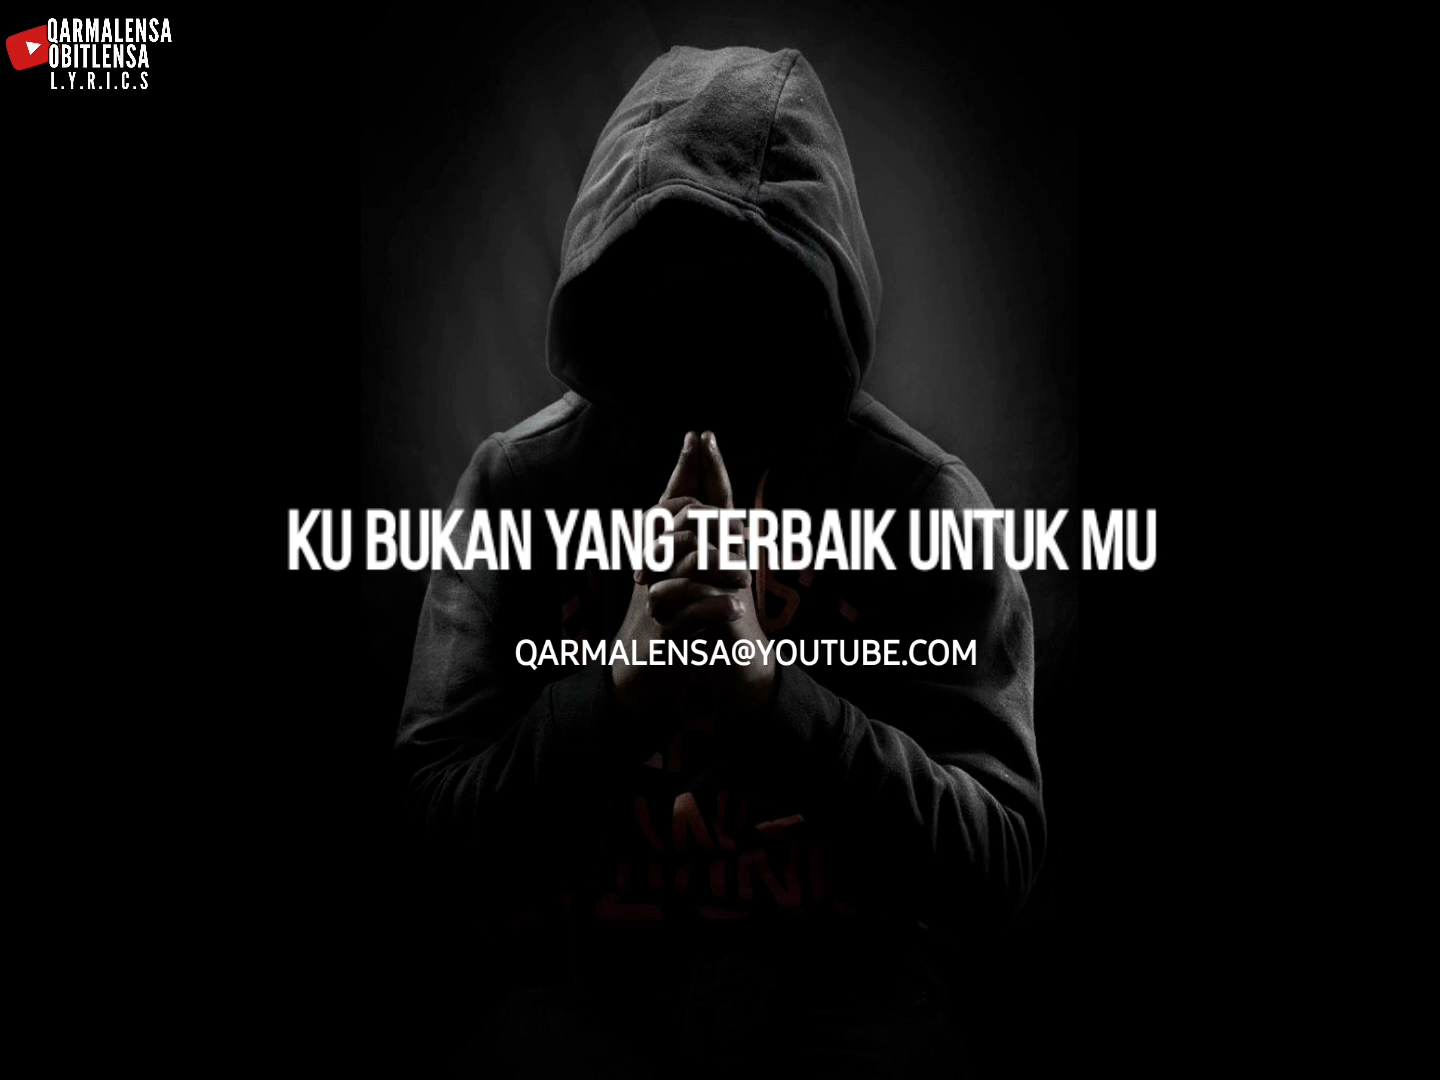 QARMALENSA
OBITLENSA
L.Y.R.I.C.S
KU BUKAN YANG TERBAIK UNTUK MU
QARMALENSA@YOUTUBE.COM